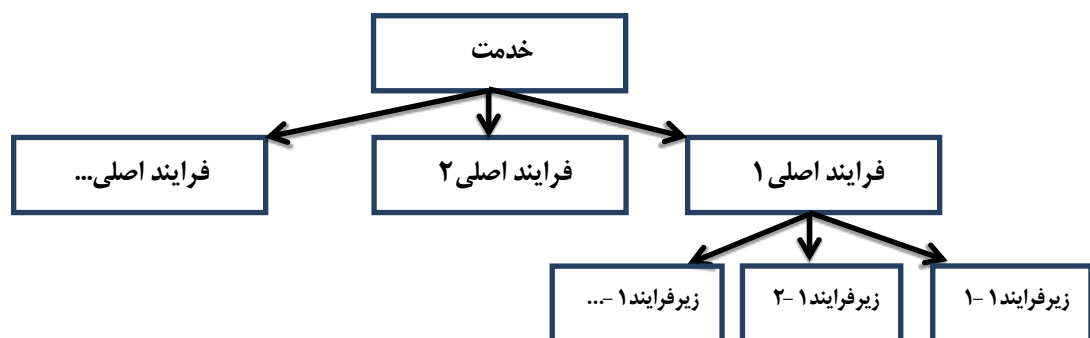 خدمت
فرایند اصلی۱
فرایند اصلی۲
فرایند اصلی...
زیرفرایند۱ -۱
زیرفرایند۱ -۲
زیرفرایند۱ -...